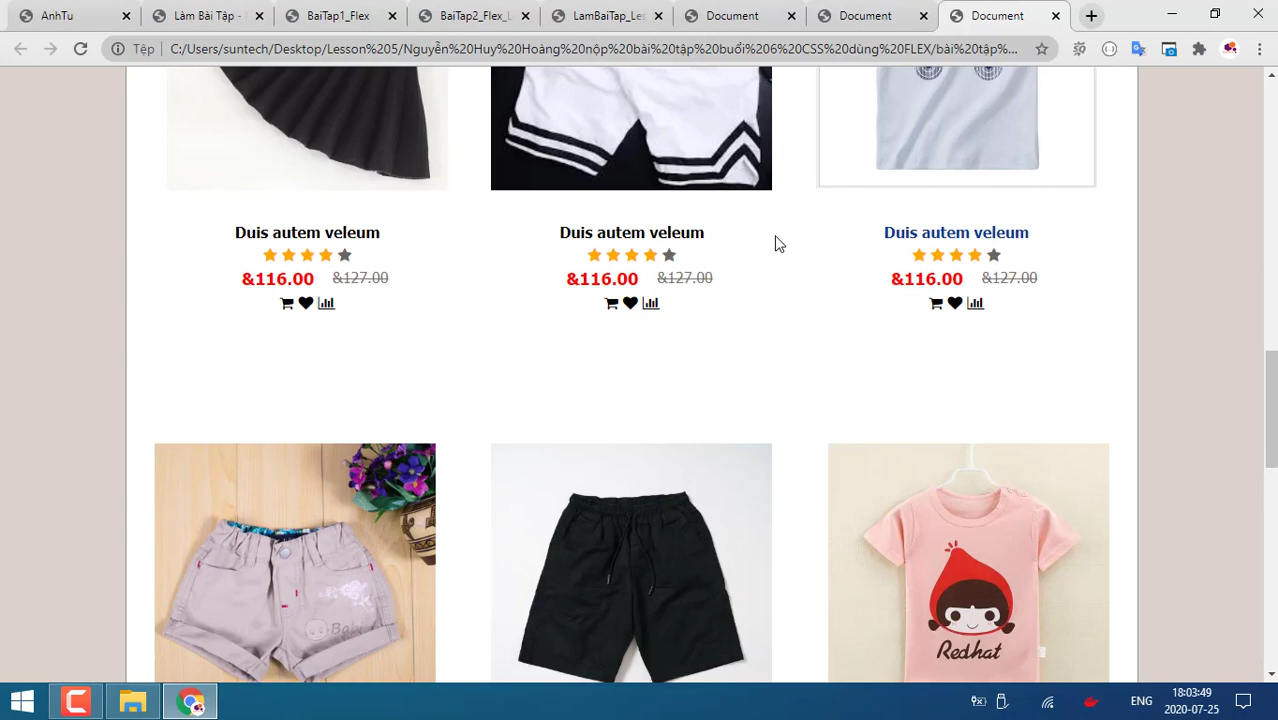 AnhTu
Làm Bài Tập -
BaiTap1_Flex
BaiTap2_Flex_L
LamBaiTap_Les
Document
Document
Document
Tệp
C:/Users/suntech/Desktop/Lesson%205/Nguyễn%20Huy%20Hoàng%20nộp%20bài%20tập%20buổi%206%20CSS%20dùng%20FLEX/bài%20tập%...
Duis autem veleum
&116.00 &127.00
Duis autem veleum
&116.00 &127.00
Duis autem veleum
&116.00 &127.00
Redhat
ENG
18:03:49
2020-07-25